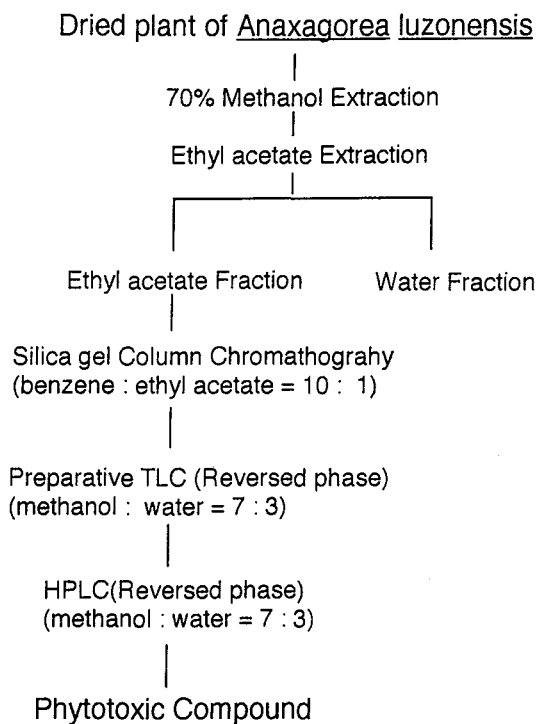 Dried plant of Anaxagorea luzonensis
70% Methanol Extraction
Ethyl acetate Extraction
Ethyl acetate Fraction
Water Fraction
Silica gel Column Chromathograhy
(benzene : ethyl acetate = 10 : 1)
Preparative TLC (Reversed phase)
(methanol : water = 7 : 3)
HPLC(Reversed phase)
(methanol : water = 7 : 3)
Phytotoxic Compound